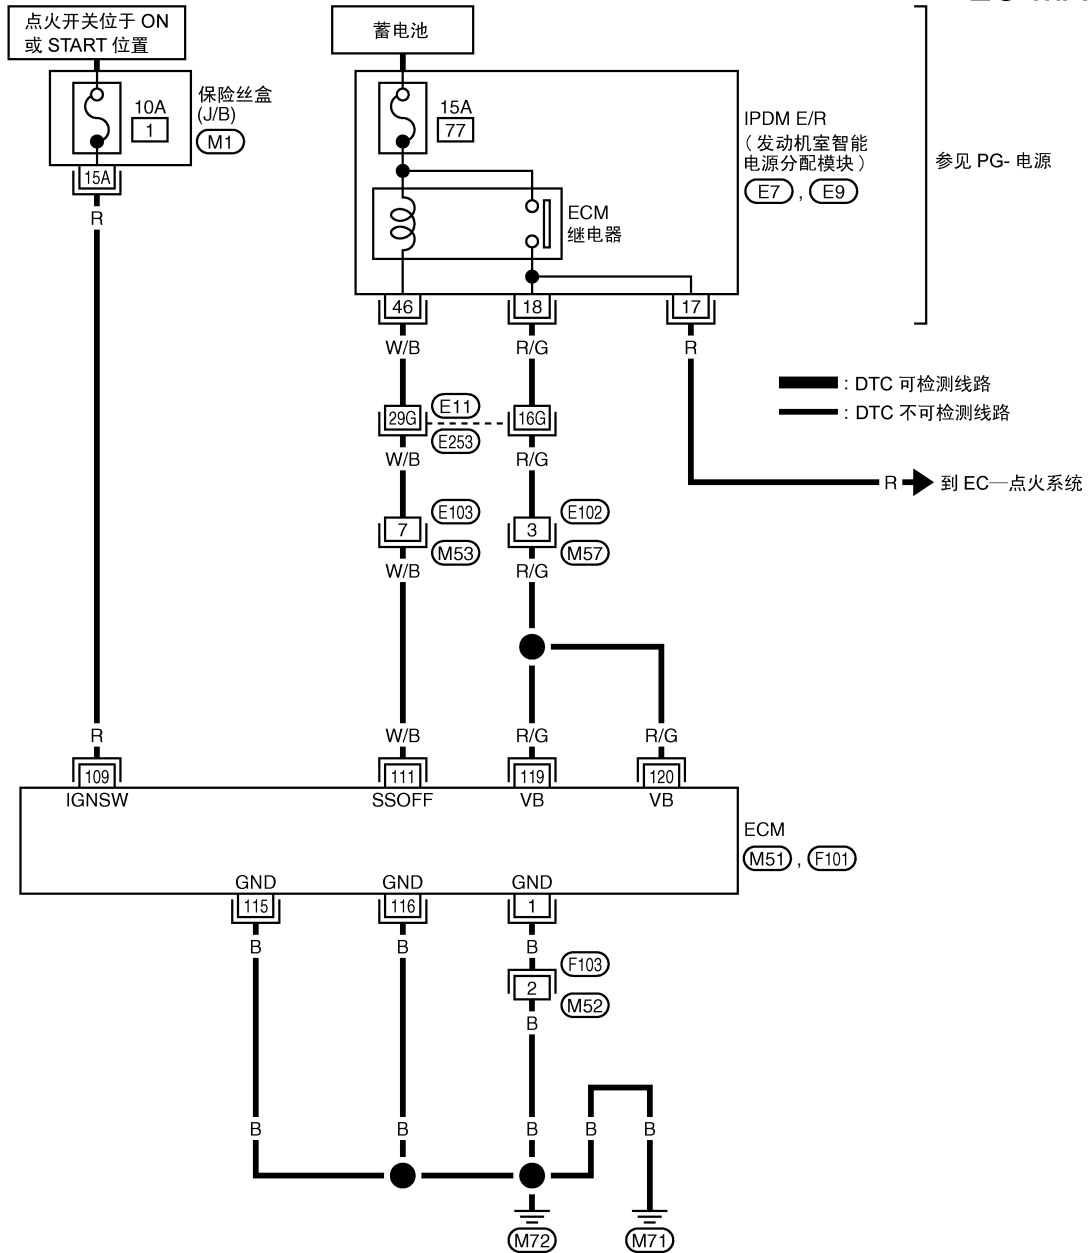 点火开关位于 ON
或 START 位置
蓄电池
10A
1
保险丝盒
(J/B)
M1
15A
R
15A
77
IPDM E/R
（发动机室智能
电源分配模块）
E7 , E9
参见 PG- 电源
ECM
继电器
46
18
17
W/B
R/G
R
: DTC 可检测线路
: DTC 不可检测线路
29G
E11
E253
16G
W/B
R/G
R
到 EC—点火系统
7
E103
M53
3
E102
M57
W/B
R/G
R
W/B
R/G
R/G
109
111
119
120
IGNSW
SSOFF
VB
VB
ECM
M51 , F101
GND
GND
GND
115
116
1
B
B
B
F103
2
M52
B
B
B
B
B
B
M72
M71